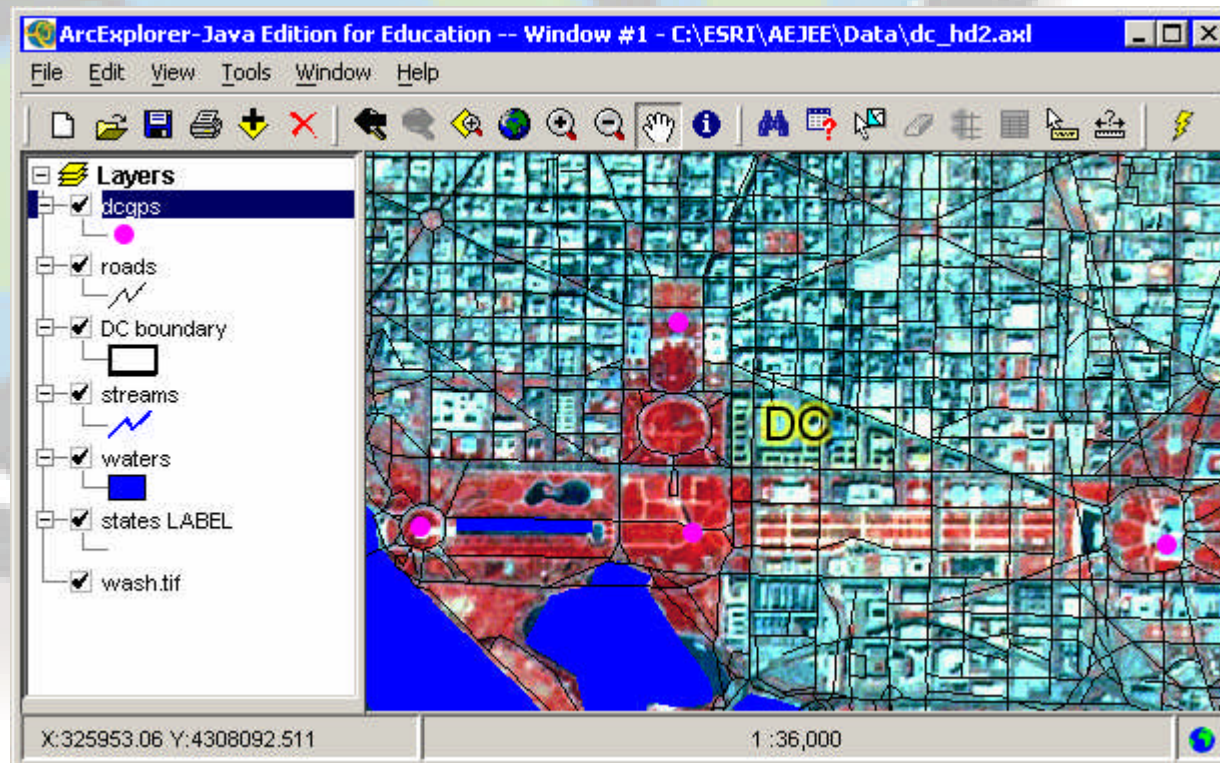 ArcExplorer-Java Edition for Education -- Window #1 - C:\ESRI\AEJEE\Data\dc_hd2.axl
File Edit View Tools Window Help
Layers
dcgps
roads
DC boundary
streams
waters
states LABEL
wash.tif
DC
X:325953.06 Y:4308092.511
1 :36,000